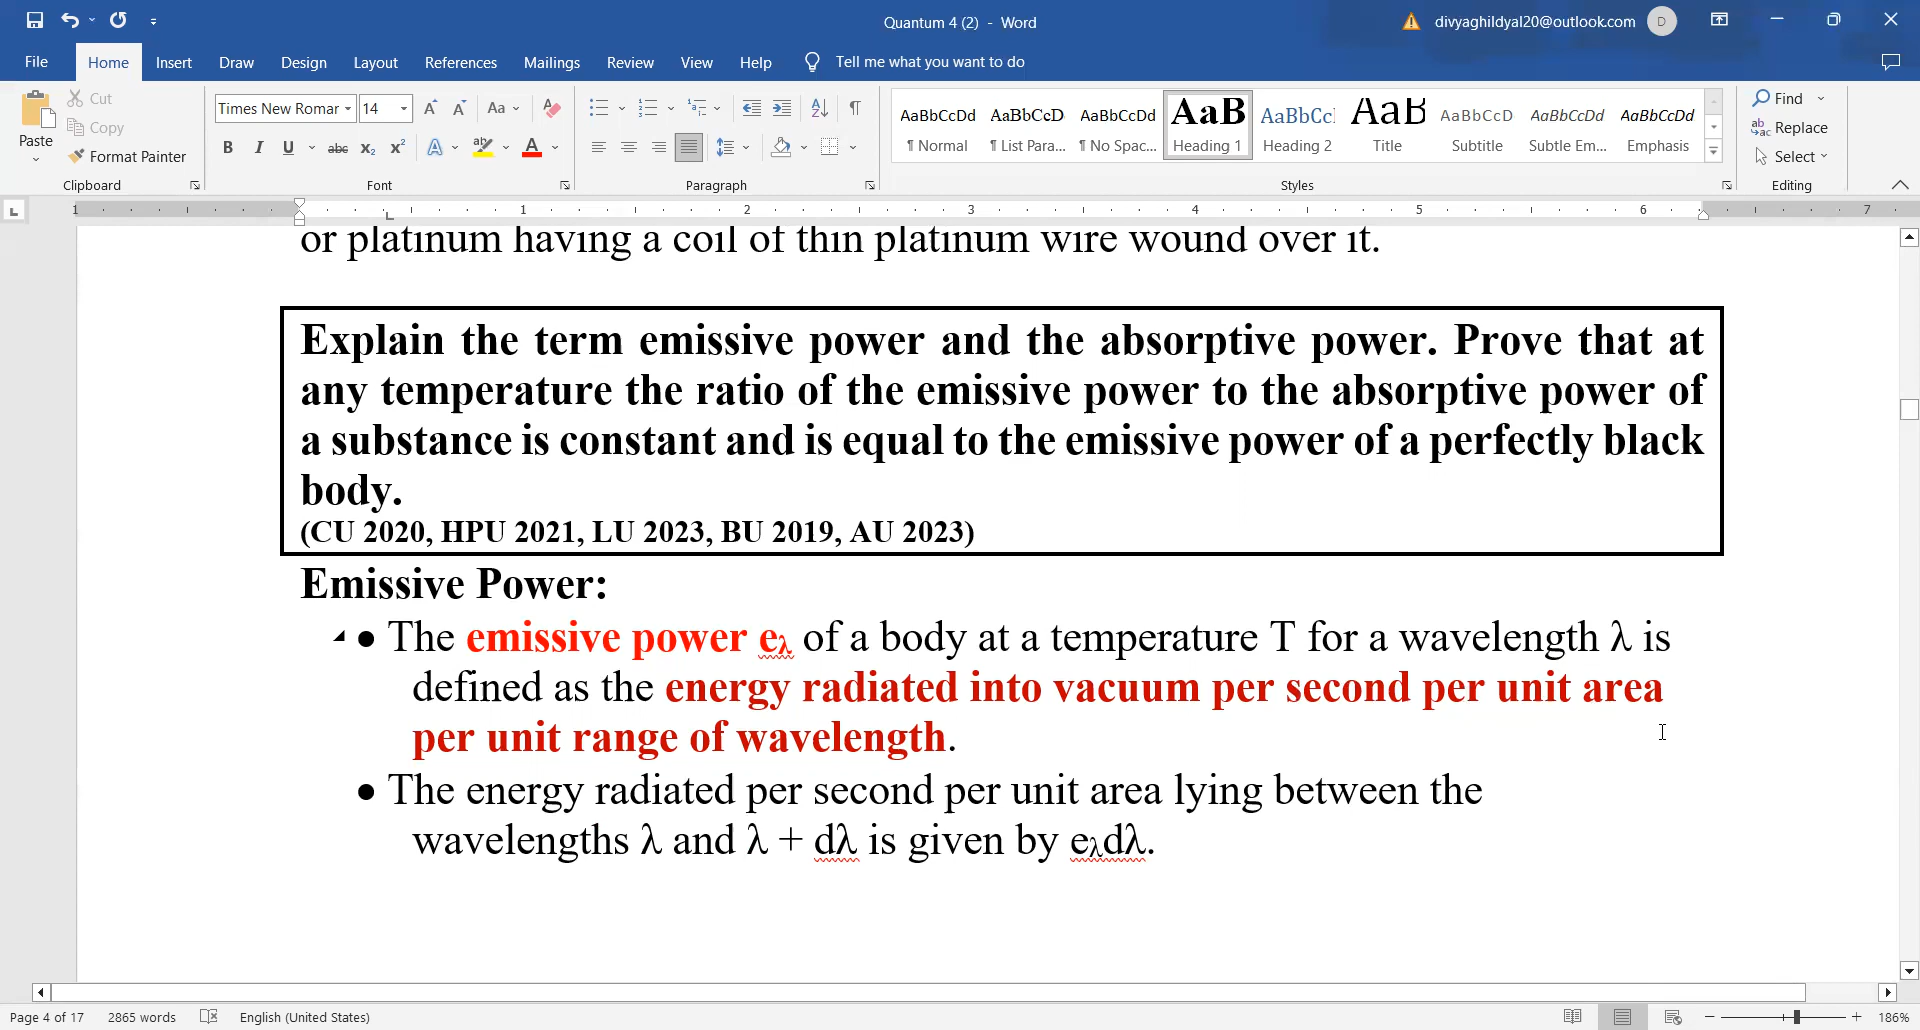 Quantum 4 (2) - Word
divyaghildyal20@outlook.com
D
File Home Insert Draw Design Layout References Mailings Review View Help Tell me what you want to do
Paste
Cut
Copy
Format Painter
Clipboard
Times New Romar 14
Font
Paragraph
AaBbCcDd AaBbCcD AaBbCcDd AaB AaBbCc AaB AaBbCcD AaBbCcDd AaBbCcDd
¶ Normal ¶ List Para... ¶ No Spac... Heading 1 Heading 2 Title Subtitle Subtle Em... Emphasis
Styles
Find
Replace
Select
Editing
1 1 2 3 4 5 6 7
or platinum having a coil of thin platinum wire wound over it.
Explain the term emissive power and the absorptive power. Prove that at
any temperature the ratio of the emissive power to the absorptive power of
a substance is constant and is equal to the emissive power of a perfectly black
body.
(CU 2020, HPU 2021, LU 2023, BU 2019, AU 2023)
Emissive Power:
● The emissive power eλ of a body at a temperature T for a wavelength λ is
defined as the energy radiated into vacuum per second per unit area
per unit range of wavelength.
● The energy radiated per second per unit area lying between the
wavelengths λ and λ + dλ is given by eλdλ.
Page 4 of 17 2865 words English (United States) 186%